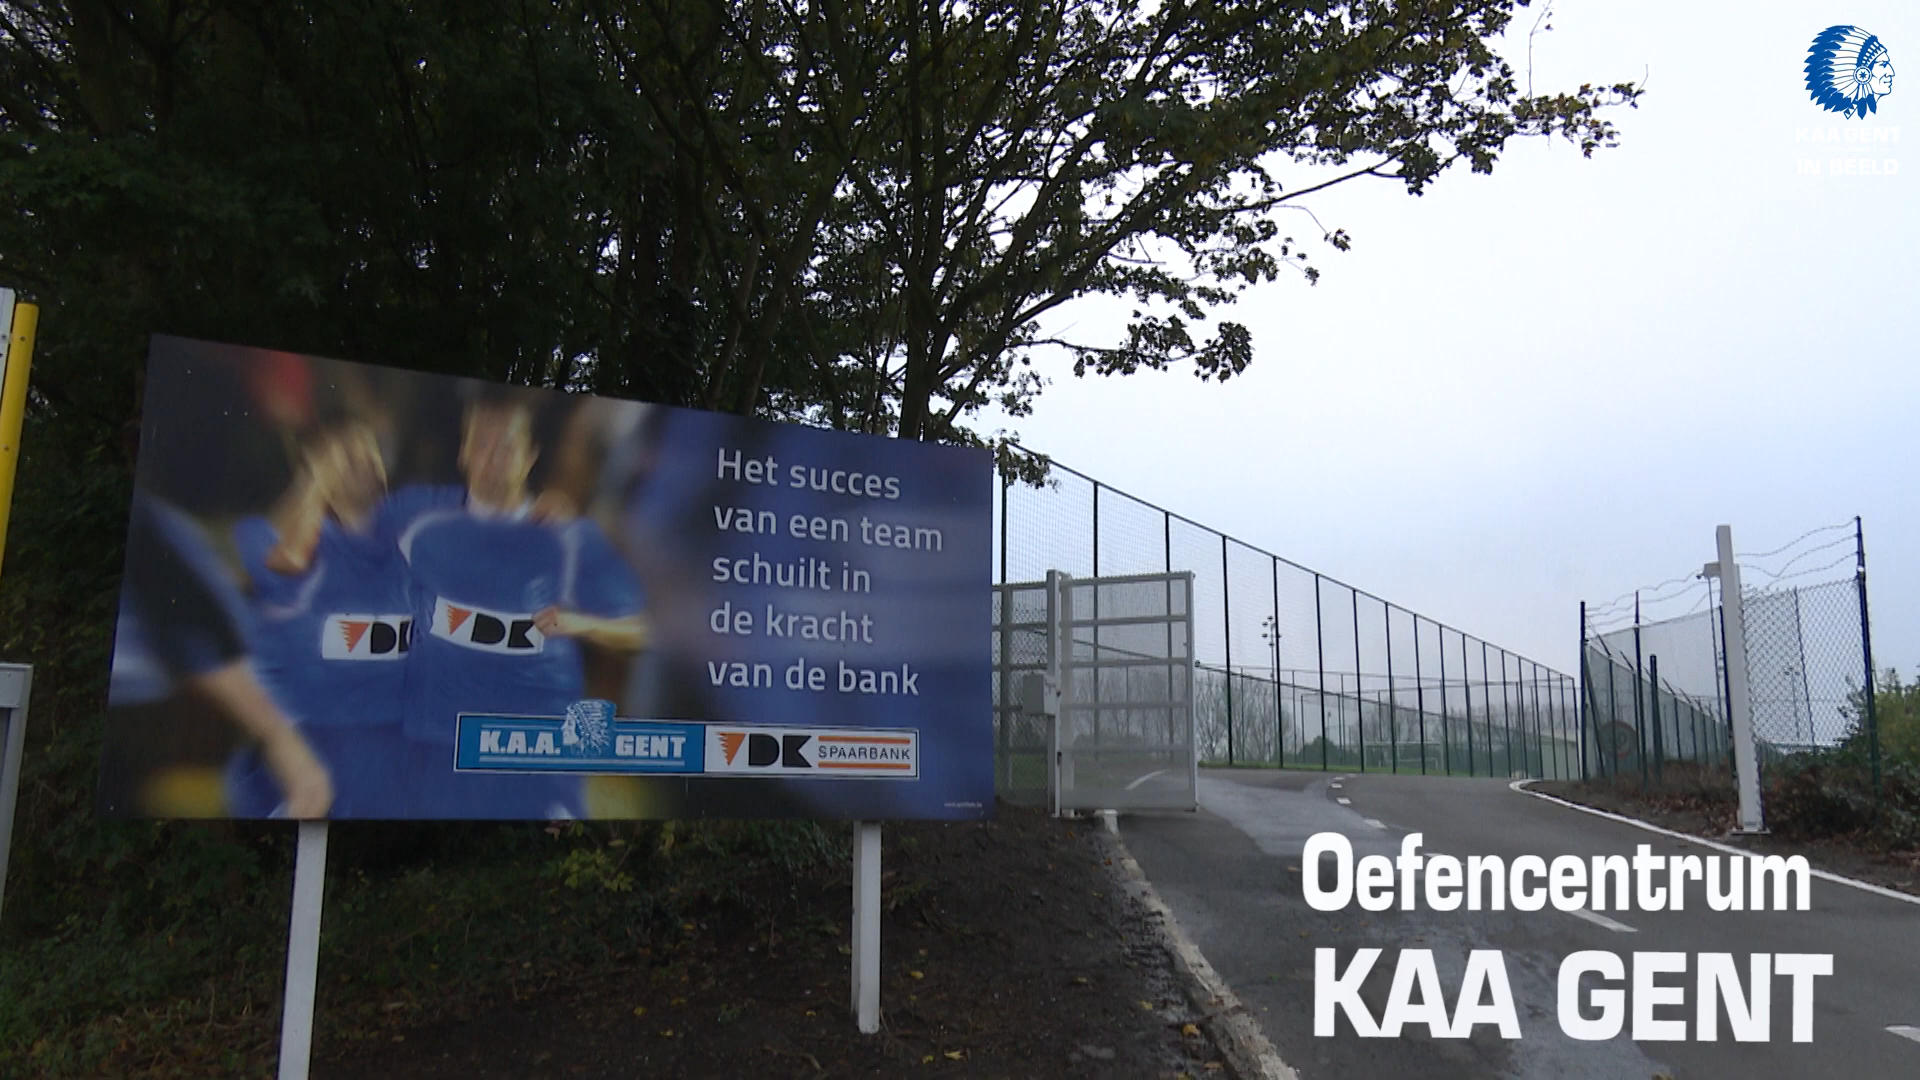 KAA GENT
IN BEELD
Het succes
van een team
schuilt in
de kracht
van de bank
VDK
VDK
K.A.A. GENT
VDK SPAARBANK
Oefencentrum
KAA GENT